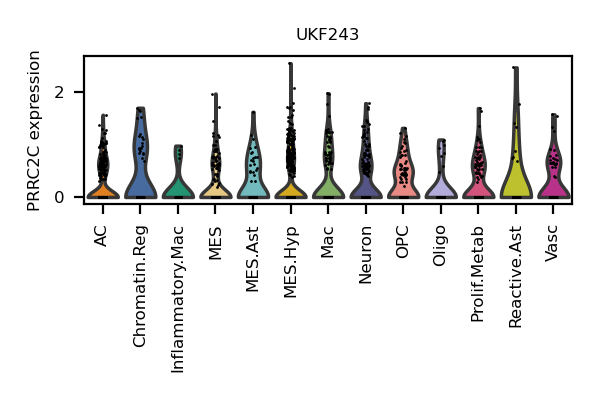 UKF243
PRRC2C expression
2
0
AC
Chromatin.Reg
Inflammatory.Mac
MES
MES.Ast
MES.Hyp
Mac
Neuron
OPC
Oligo
Prolif.Metab
Reactive.Ast
Vasc